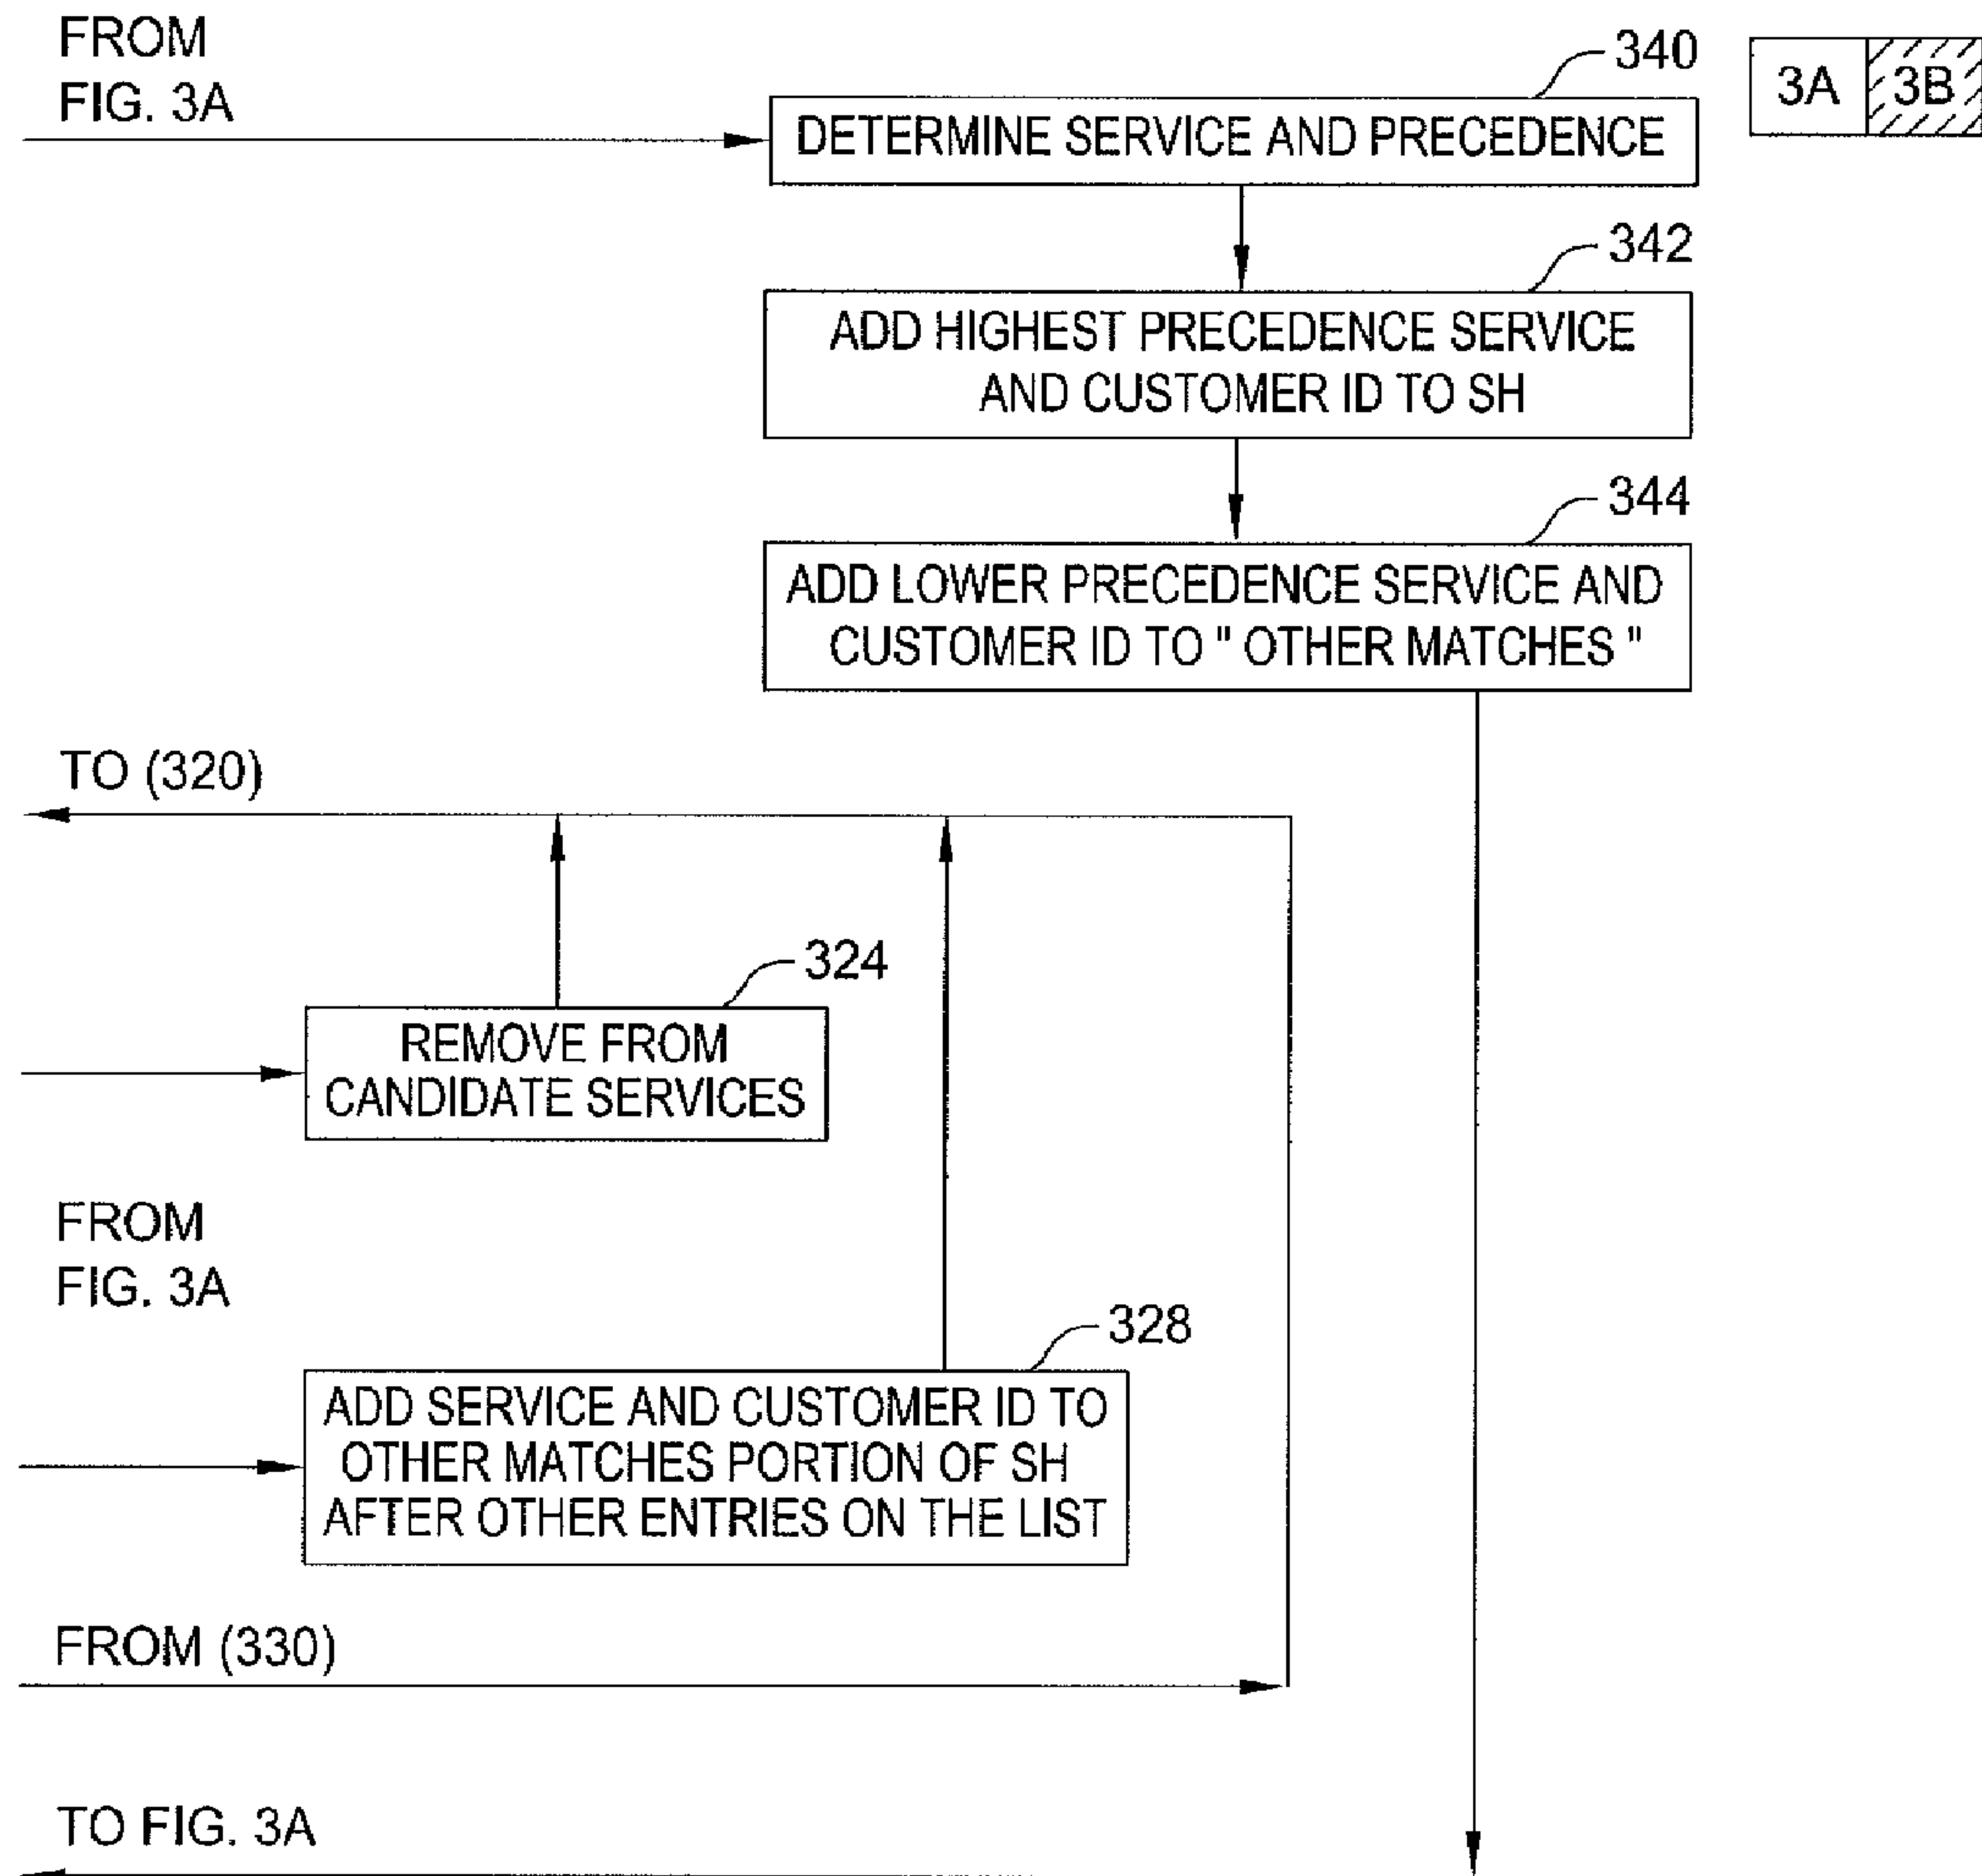 FROM
FIG. 3A
340
3A 3B
DETERMINE SERVICE AND PRECEDENCE
342
ADD HIGHEST PRECEDENCE SERVICE
AND CUSTOMER ID TO SH
344
ADD LOWER PRECEDENCE SERVICE AND
CUSTOMER ID TO " OTHER MATCHES "
TO (320)
324
REMOVE FROM
CANDIDATE SERVICES
FROM
FIG. 3A
328
ADD SERVICE AND CUSTOMER ID TO
OTHER MATCHES PORTION OF SH
AFTER OTHER ENTRIES ON THE LIST
FROM (330)
TO FIG. 3A